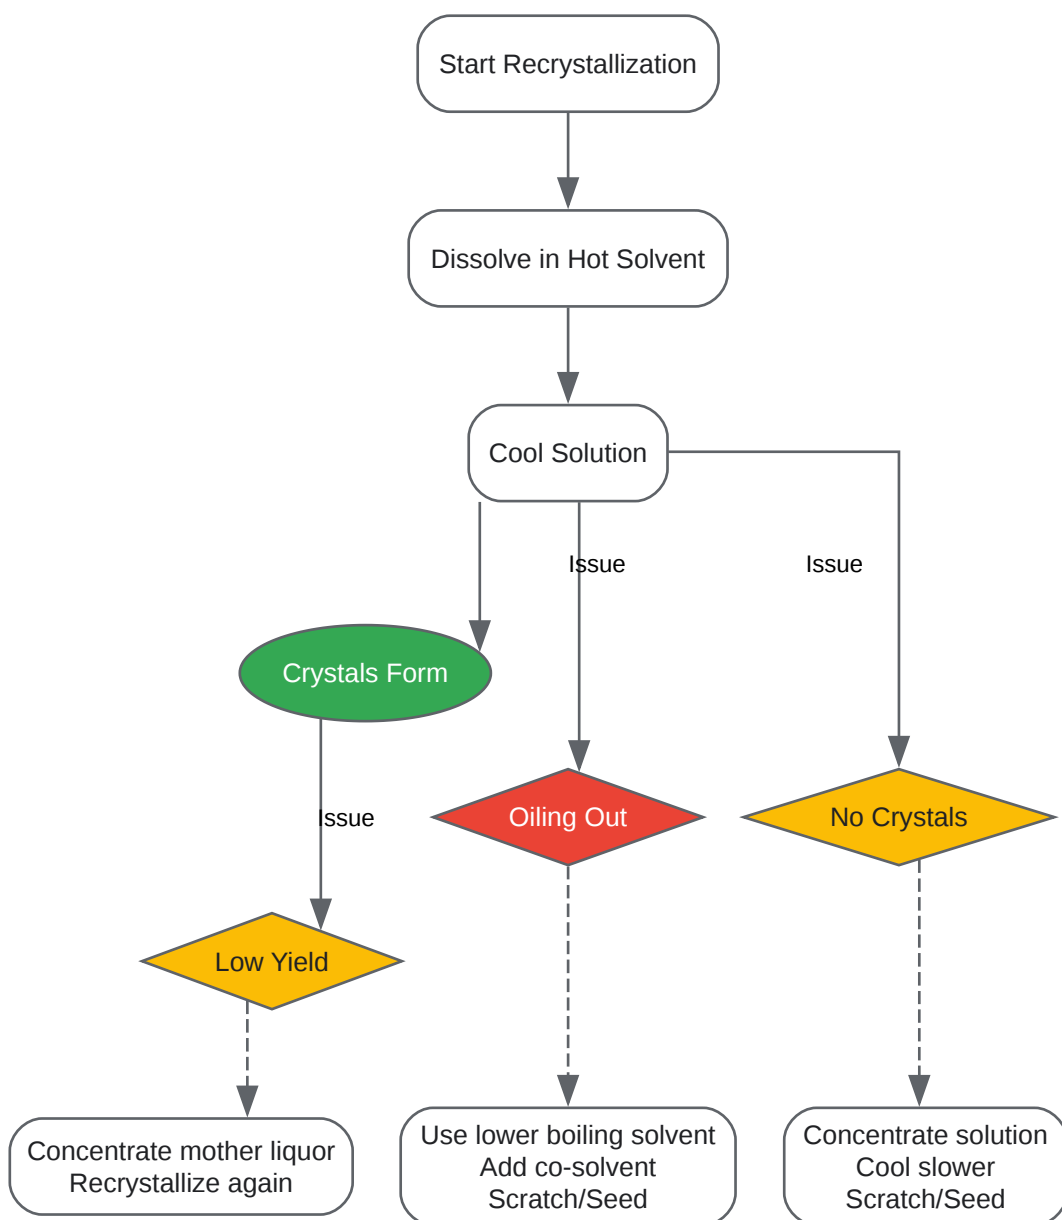 Start Recrystallization
Dissolve in Hot Solvent
Cool Solution
Issue
Issue
Crystals Form
Issue
Oiling Out
No Crystals
Low Yield
Concentrate mother liquor
Recrystallize again
Use lower boiling solvent
Add co-solvent
Scratch/Seed
Concentrate solution
Cool slower
Scratch/Seed